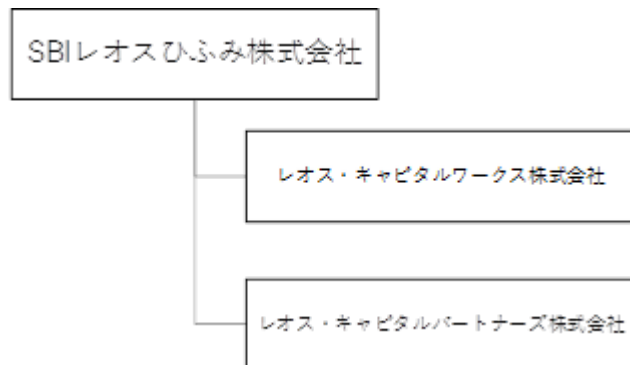 SBIレオスひふみ株式会社
レオス・キャピタルワークス株式会社
レオス・キャピタルパートナーズ株式会社